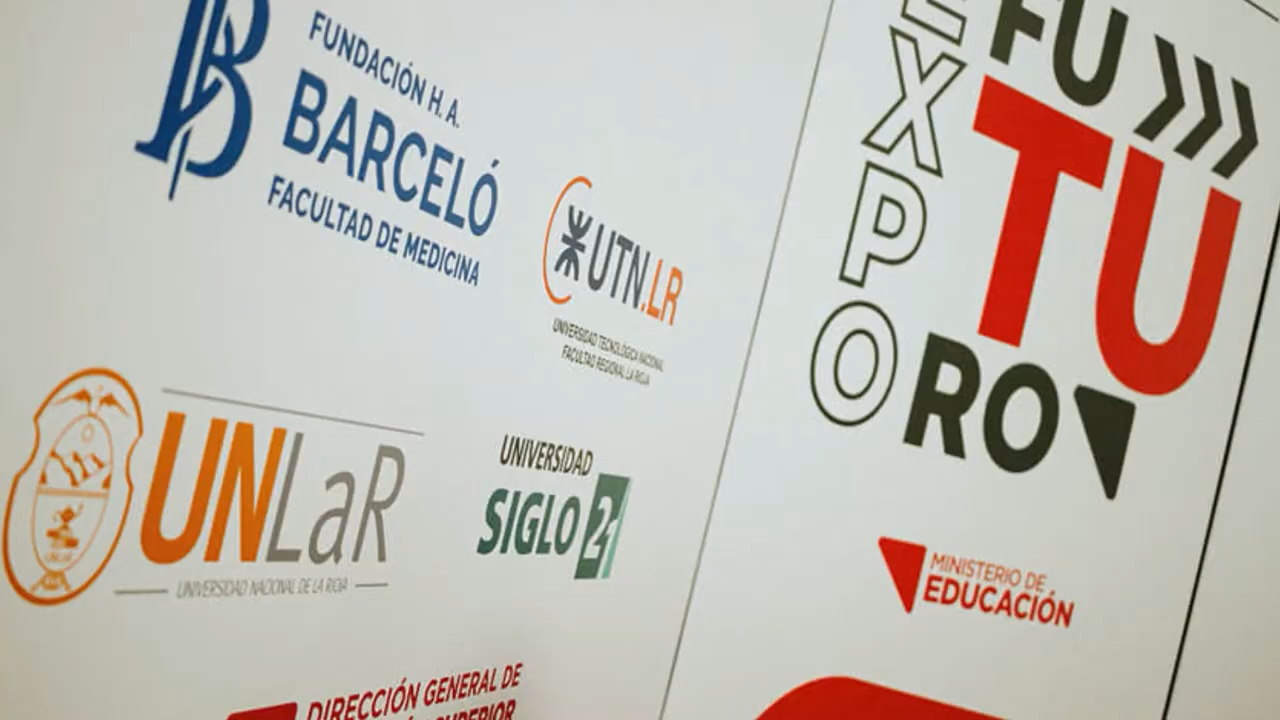 FUNDACIÓN H. A.
BARCELÓ
FACULTAD DE MEDICINA
UTN.LR
UNIVERSIDAD TECNOLÓGICA NACIONAL
FACULTAD REGIONAL LA RIOJA
UNLaR
UNIVERSIDAD NACIONAL DE LA RIOJA
UNIVERSIDAD
SIGLO 21
DIRECCIÓN GENERAL DE
SUPERIOR
EXPO
FU
TU
RO
MINISTERIO DE
EDUCACIÓN